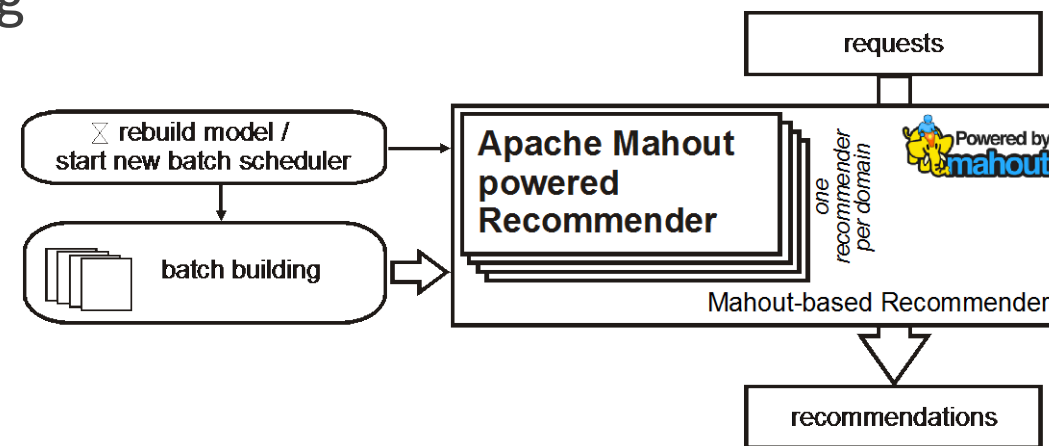 g
requests
rebuild model /
start new batch scheduler
Apache Mahout
powered
Recommender
one
recommender
per domain
Powered by
mahout
batch building
Mahout-based Recommender
recommendations